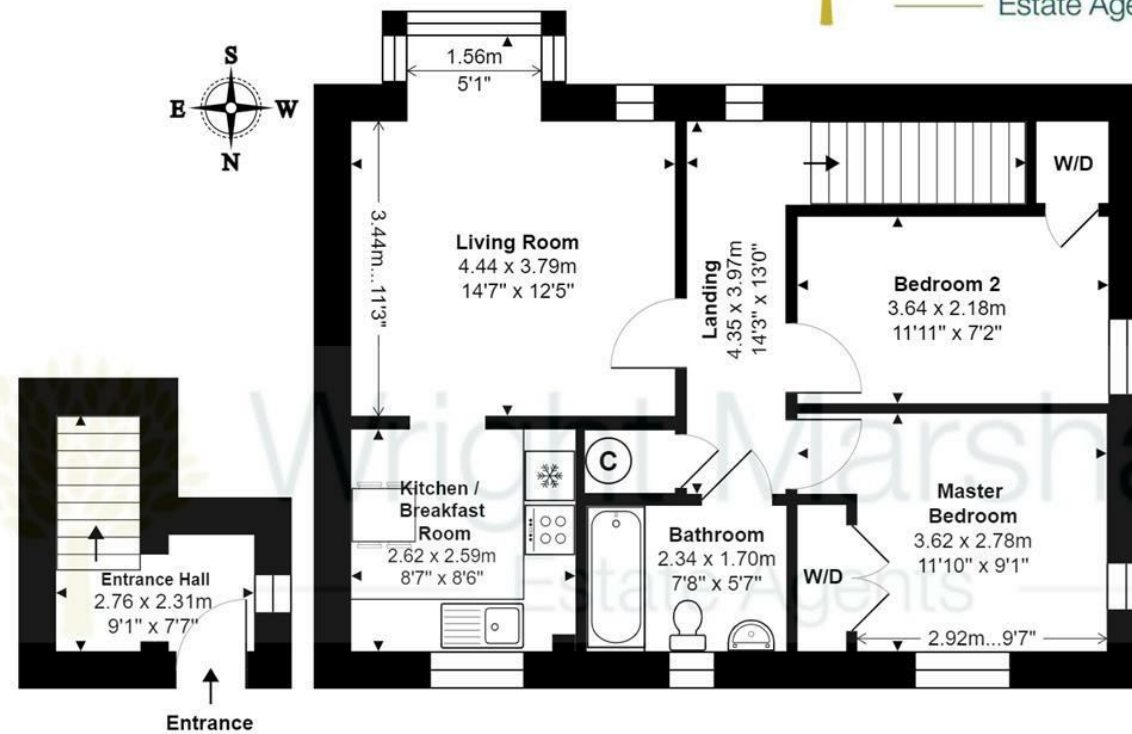 Estate Age
S
E W
N
1.56m
5'1"
W/D
3.44m...11'3"
Living Room
4.44 x 3.79m
14'7" x 12'5"
Landing
4.35 x 3.97m
14'3" x 13'0"
Bedroom 2
3.64 x 2.18m
11'11" x 7'2"
Wright Marsha
Estate Agents
C
Kitchen /
Breakfast
Room
2.62 x 2.59m
8'7" x 8'6"
Bathroom
2.34 x 1.70m
7'8" x 5'7"
W/D
Master
Bedroom
3.62 x 2.78m
11'10" x 9'1"
2.92m...9'7"
Entrance Hall
2.76 x 2.31m
9'1" x 7'7"
Entrance